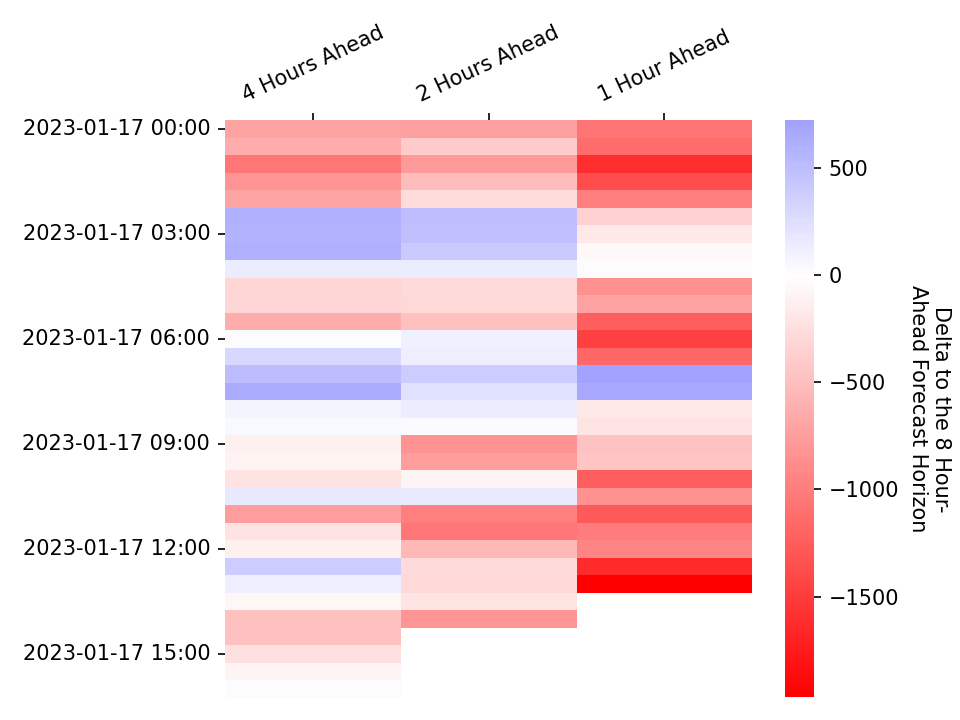 4 Hours Ahead
2 Hours Ahead
1 Hour Ahead
2023-01-17 00:00
2023-01-17 03:00
2023-01-17 06:00
2023-01-17 09:00
2023-01-17 12:00
2023-01-17 15:00
500
0
−500
−1000
−1500
Delta to the 8 Hour-
Ahead Forecast Horizon